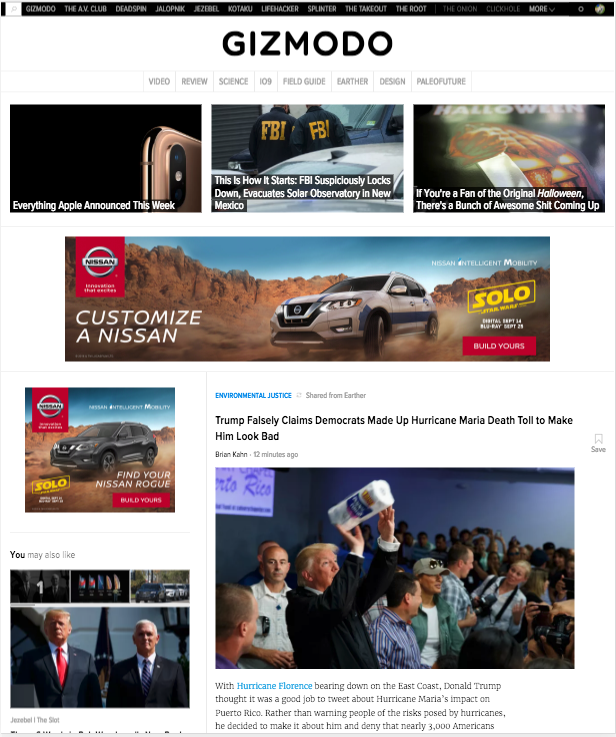 GIZMODO THE A.V. CLUB DEADSPIN JALOPNIK JEZEBEL KOTAKU LIFEHACKER SPLINTER THE TAKEOUT THE ROOT THE ONION CLICKHOLE MORE
GIZMODO
VIDEO REVIEW SCIENCE IO9 FIELD GUIDE EARTHER DESIGN PALEOFUTURE
Everything Apple Announced This Week
FBI FBI
This Is How It Starts: FBI Suspiciously Locks
Down, Evacuates Solar Observatory in New
Mexico
HALLOWEEN
If You're a Fan of the Original Halloween,
There's a Bunch of Awesome Shit Coming Up
NISSAN
Innovation
that excites
CUSTOMIZE
A NISSAN
NISSAN INTELLIGENT MOBILITY
SOLO
A STAR WARS STORY
DIGITAL SEPT 14
BLU-RAY SEPT 25
BUILD YOURS
NISSAN
Innovation
that excites
NISSAN INTELLIGENT MOBILITY
FIND YOUR
NISSAN ROGUE
SOLO
BUILD YOURS
You may also like
1
Jezebel | The Slot
ENVIRONMENTAL JUSTICE Shared from Earther
Trump Falsely Claims Democrats Made Up Hurricane Maria Death Toll to Make
Him Look Bad
Brian Kahn · 12 minutes ago
Save
rto Rico
With Hurricane Florence bearing down on the East Coast, Donald Trump
thought it was a good job to tweet about Hurricane Maria's impact on
Puerto Rico. Rather than warning people of the risks posed by hurricanes,
he decided to make it about him and deny that nearly 3,000 Americans